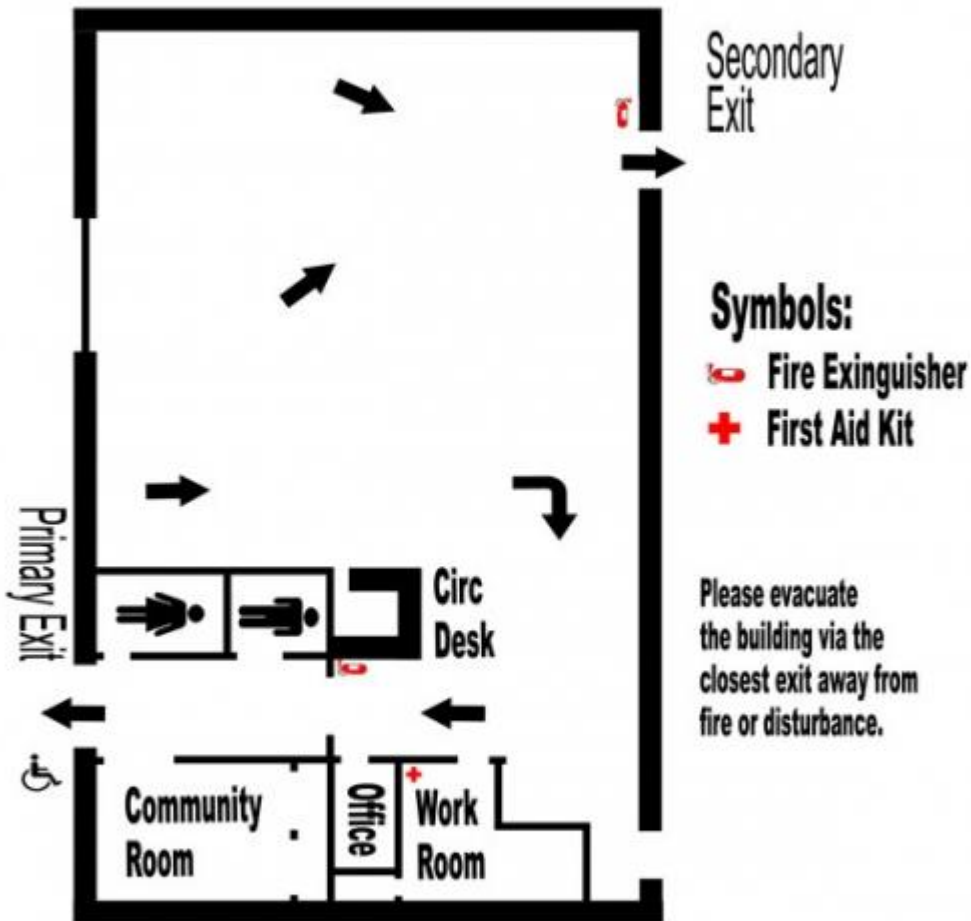 Secondary
Exit
Symbols:
Fire Exinguisher
First Aid Kit
Primary Exit
Circ
Desk
Please evacuate
the building via the
closest exit away from
fire or disturbance.
Community
Room
Office
Work
Room